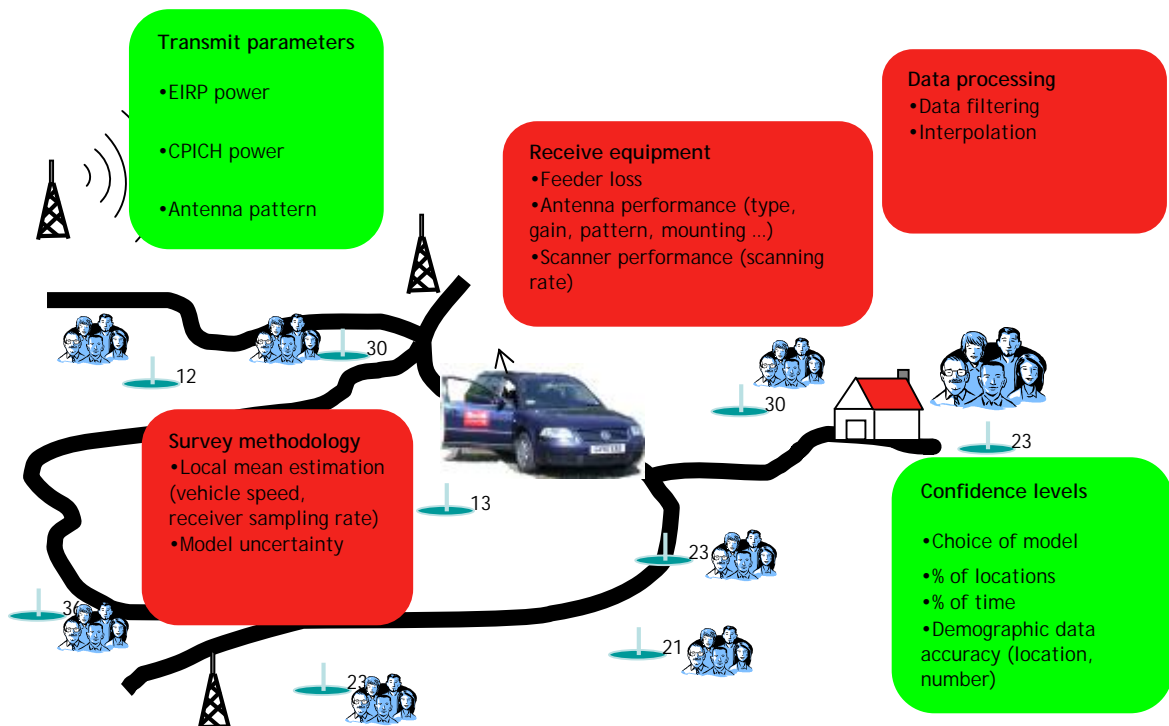 Transmit parameters
•EIRP power
•CPICH power
•Antenna pattern
Data processing
•Data filtering
•Interpolation
Receive equipment
•Feeder loss
•Antenna performance (type,
gain, pattern, mounting ...)
•Scanner performance (scanning
rate)
30
12
30
23
Survey methodology
•Local mean estimation
(vehicle speed,
receiver sampling rate)
•Model uncertainty
13
Confidence levels
•Choice of model
•% of locations
•% of time
•Demographic data
accuracy (location,
number)
23
36
21
23